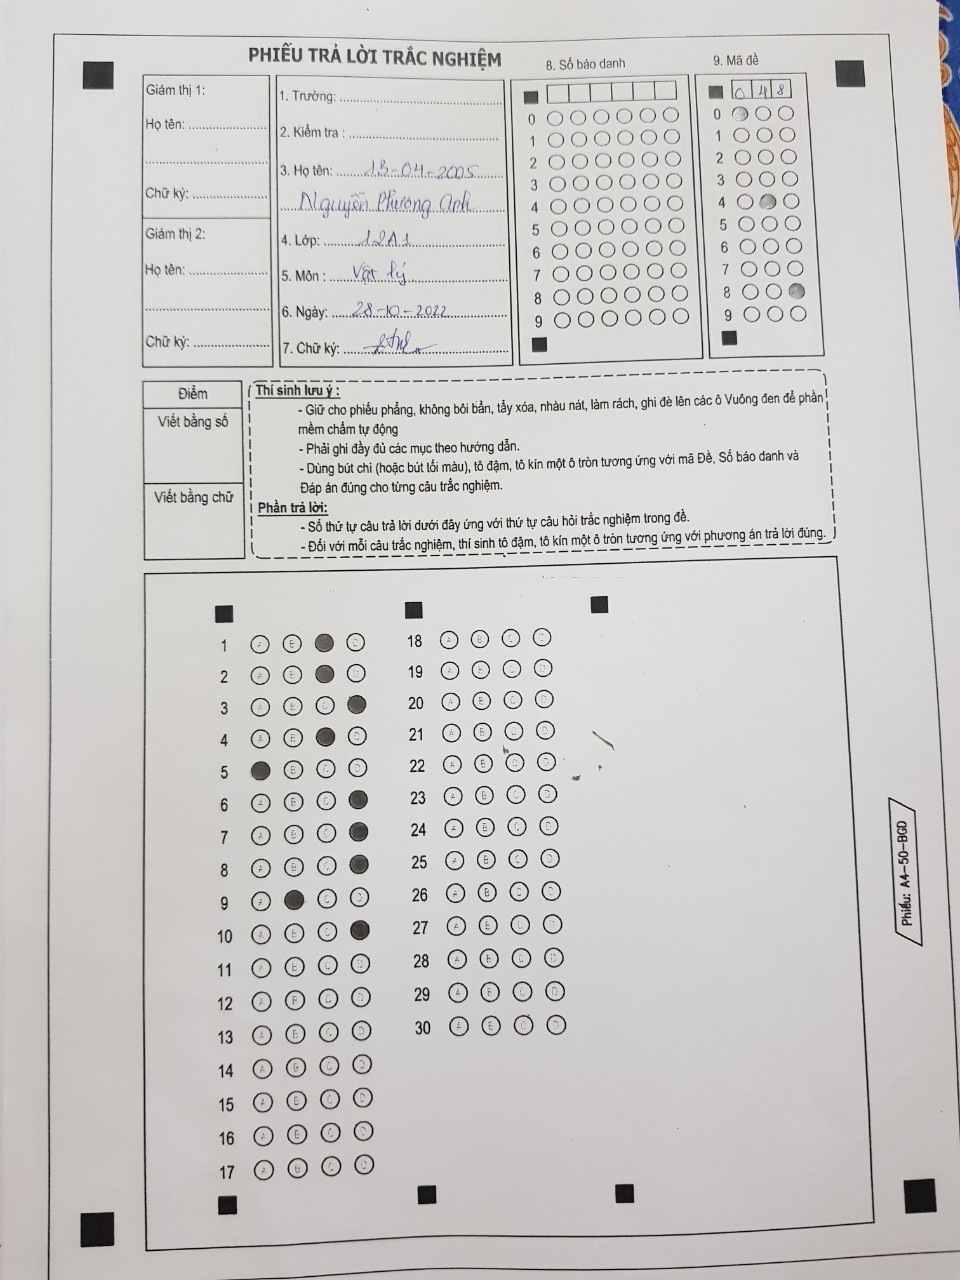 PHIẾU TRẢ LỜI TRẮC NGHIỆM
Giám thị 1:
Họ tên:
Chữ ký:
Giám thị 2:
Họ tên:
Chữ ký:
1. Trường:
2. Kiểm tra :
3. Họ tên: 13-04-2005
Nguyễn Phương Anh
4. Lớp: 12A1
5. Môn : Vật lý
6. Ngày: 28-10-2022
7. Chữ ký:
8. Số báo danh
0
1
2
3
4
5
6
7
8
9
9. Mã đề
0 4 8
0
1
2
3
4
5
6
7
8
9
Điểm
Viết bằng số
Viết bằng chữ
Thí sinh lưu ý :
- Giữ cho phiếu phẳng, không bôi bẩn, tẩy xóa, nhàu nát, làm rách, ghi đè lên các ô Vuông đen để phần
mềm chấm tự động
- Phải ghi đầy đủ các mục theo hướng dẫn.
- Dùng bút chì (hoặc bút tối màu), tô đậm, tô kín một ô tròn tương ứng với mã Đề, Số báo danh và
Đáp án đúng cho từng câu trắc nghiệm.
Phần trả lời:
- Số thứ tự câu trả lời dưới đây ứng với thứ tự câu hỏi trắc nghiệm trong đề.
- Đối với mỗi câu trắc nghiệm, thí sinh tô đậm, tô kín một ô tròn tương ứng với phương án trả lời đúng.
1 A B D
2 A B D
3 A B C
4 A B D
5 B C D
6 A B C
7 A B C
8 A B C
9 A C D
10 A B C
11 A B C D
12 A B C D
13 A B C D
14 A B C D
15 A B C D
16 A B C D
17 A B C D
18 A B C D
19 A B C D
20 A B C D
21 A B C D
22 A B C D
23 A B C D
24 A B C D
25 A B C D
26 A B C D
27 A B C D
28 A B C D
29 A B C D
30 A B C D
Phiếu: A4-50-BGD